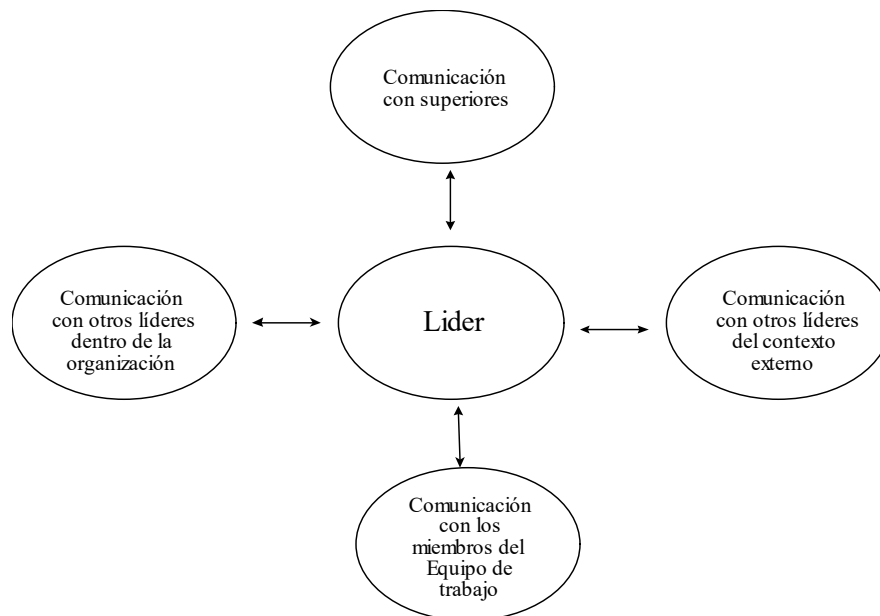 Comunicación
con superiores
Comunicación
con otros líderes
dentro de la
organización
Lider
Comunicación
con otros líderes
del contexto
externo
Comunicación
con los
miembros del
Equipo de
trabajo